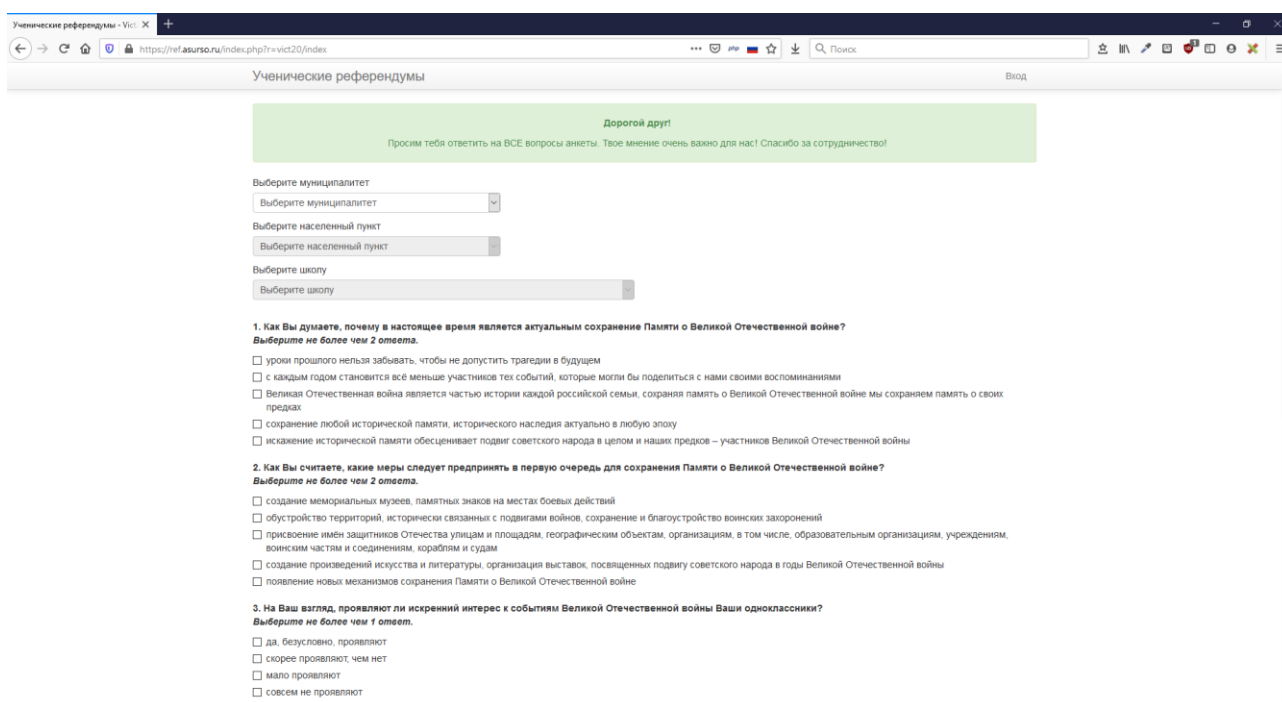 Ученические референдумы - Vict
https://ref.asurso.ru/index.php?r=vict20/index
php
Поиск
1
Ученические референдумы
Вход
Дорогой друг!
Просим тебя ответить на ВСЕ вопросы анкеты. Твое мнение очень важно для нас! Спасибо за сотрудничество!
Выберите муниципалитет
Выберите муниципалитет
Выберите населенный пункт
Выберите населенный пункт
Выберите школу
Выберите школу
1. Как Вы думаете, почему в настоящее время является актуальным сохранение Памяти о Великой Отечественной войне?
Выберите не более чем 2 ответа.
уроки прошлого нельзя забывать, чтобы не допустить трагедии в будущем
с каждым годом становится всё меньше участников тех событий, которые могли бы поделиться с нами своими воспоминаниями
Великая Отечественная война является частью истории каждой российской семьи, сохраняя память о Великой Отечественной войне мы сохраняем память о своих
предках
сохранение любой исторической памяти, исторического наследия актуально в любую эпоху
искажение исторической памяти обесценивает подвиг советского народа в целом и наших предков – участников Великой Отечественной войны
2. Как Вы считаете, какие меры следует предпринять в первую очередь для сохранения Памяти о Великой Отечественной войне?
Выберите не более чем 2 ответа.
создание мемориальных музеев, памятных знаков на местах боевых действий
обустройство территорий, исторически связанных с подвигами войнов, сохранение и благоустройство воинских захоронений
присвоение имён защитников Отечества улицам и площадям, географическим объектам, организациям, в том числе, образовательным организациям, учреждениям,
воинским частям и соединениям, кораблям и судам
создание произведений искусства и литературы, организация выставок, посвященных подвигу советского народа в годы Великой Отечественной войны
появление новых механизмов сохранения Памяти о Великой Отечественной войне
3. На Ваш взгляд, проявляют ли искренний интерес к событиям Великой Отечественной войны Ваши одноклассники?
Выберите не более чем 1 ответ.
да, безусловно, проявляют
скорее проявляют, чем нет
мало проявляют
совсем не проявляют